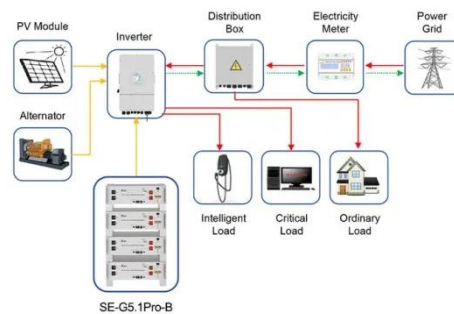 PV Module
Inverter
Distribution
Box
Electricity
Meter
Power
Grid
Alternator
Intelligent
Load
Critical
Load
Ordinary
Load
SE-G5.1Pro-B